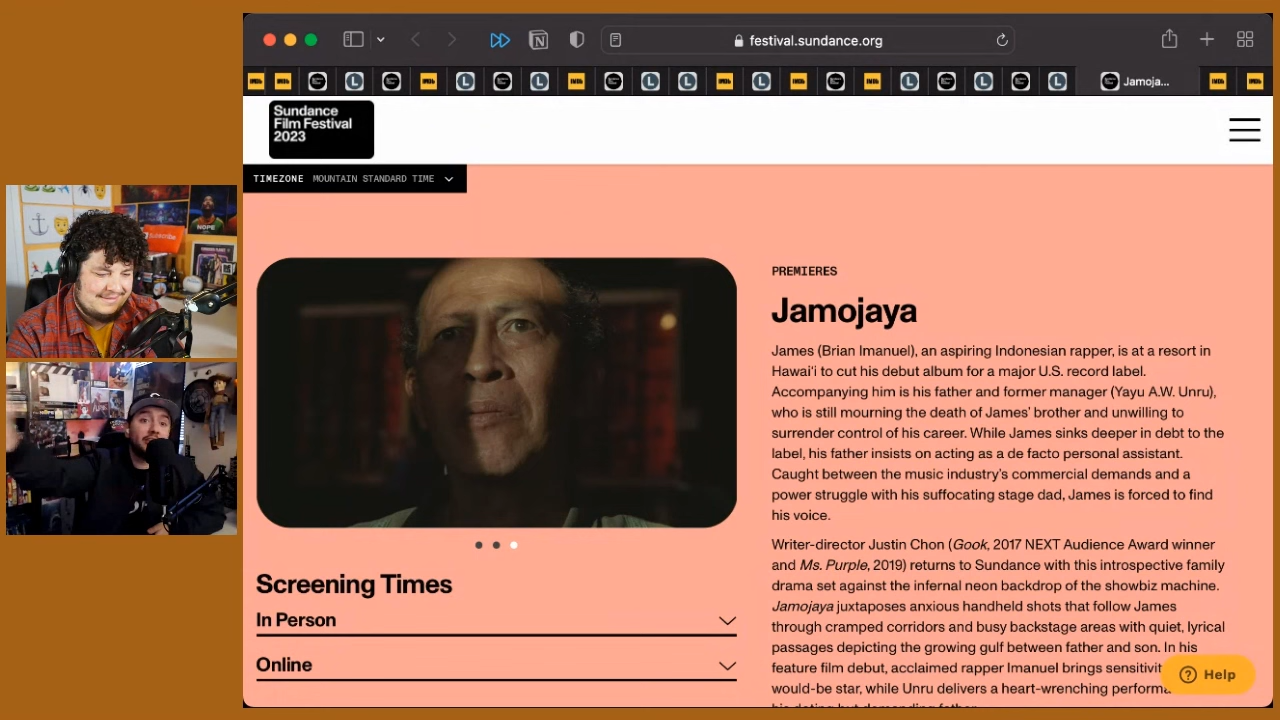 festival.sundance.org
Jamoja...
Sundance
Film Festival
2023
TIMEZONE MOUNTAIN STANDARD TIME
NOPE
PREMIERES
Jamojaya
James (Brian Imanuel), an aspiring Indonesian rapper, is at a resort in
Hawai'i to cut his debut album for a major U.S. record label.
Accompanying him is his father and former manager (Yayu A.W. Unru),
who is still mourning the death of James' brother and unwilling to
surrender control of his career. While James sinks deeper in debt to the
label, his father insists on acting as a de facto personal assistant.
Caught between the music industry's commercial demands and a
power struggle with his suffocating stage dad, James is forced to find
his voice.
Writer-director Justin Chon (Gook, 2017 NEXT Audience Award winner
and Ms. Purple, 2019) returns to Sundance with this introspective family
drama set against the infernal neon backdrop of the showbiz machine.
Jamojaya juxtaposes anxious handheld shots that follow James
through cramped corridors and busy backstage areas with quiet, lyrical
passages depicting the growing gulf between father and son. In his
feature film debut, acclaimed rapper Imanuel brings sensitivit
would-be star, while Unru delivers a heart-wrenching performa
his doting but demanding father.
Screening Times
In Person
Online
Help